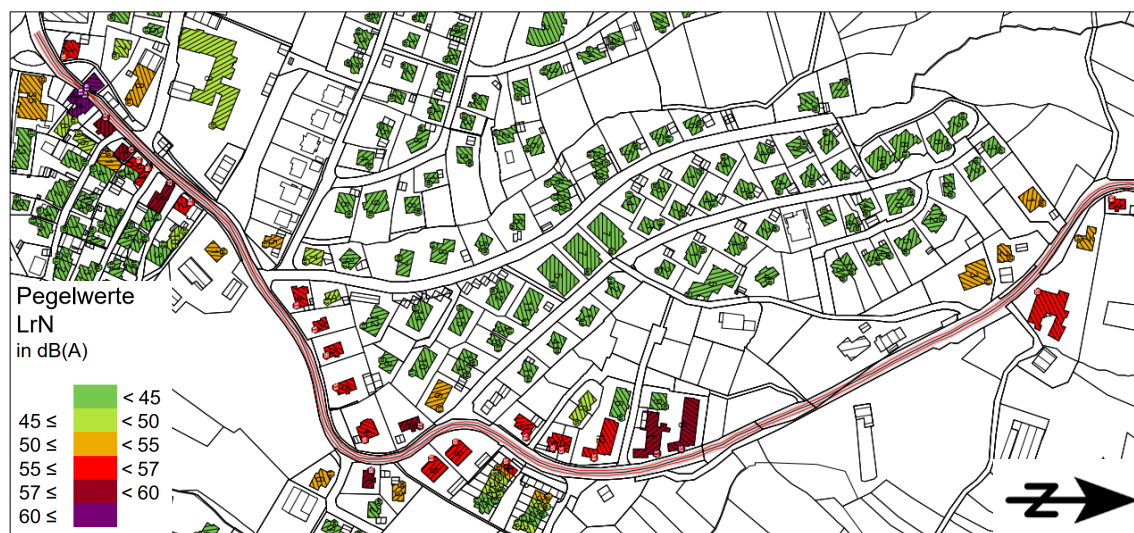 Pegelwerte
LrN
in dB(A)
< 45
45 ≤ < 50
50 ≤ < 55
55 ≤ < 57
57 ≤ < 60
60 ≤
Z